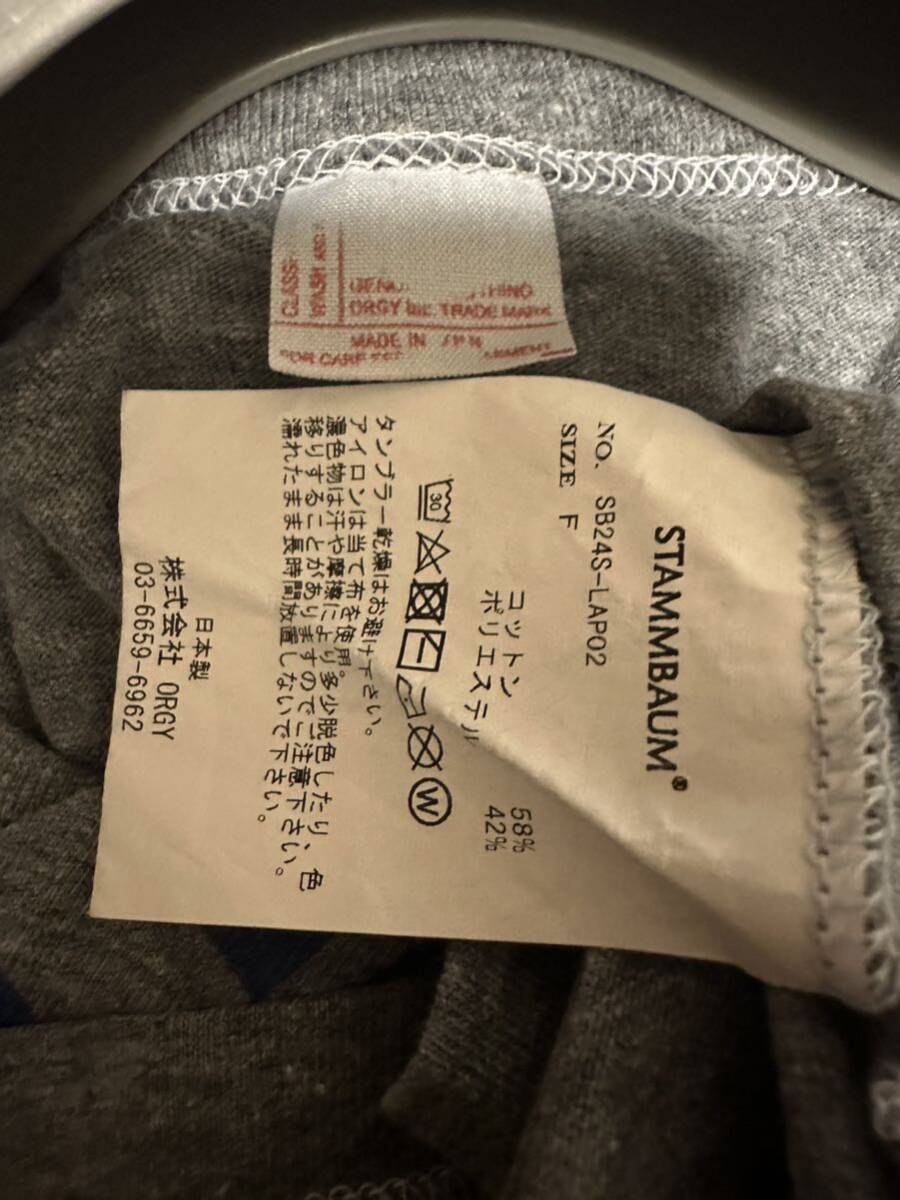 CLASS
WASH AND
ORGY INC. TRADE MARK
MADE IN
FOR CARE
STAMMBAUM®
NO. SB24S-LAP02
SIZE F
コットン 58%
ポリエステル 42%
30
W
タンブラー乾燥はお避け下さい。
アイロンは当て布を使用。
濃色物は汗や摩擦により、多少脱色したり、色
移りすることがありますのでご注意下さい。
濡れたまま長時間放置しないで下さい。
日本製
株式会社 ORGY
03-6659-6962